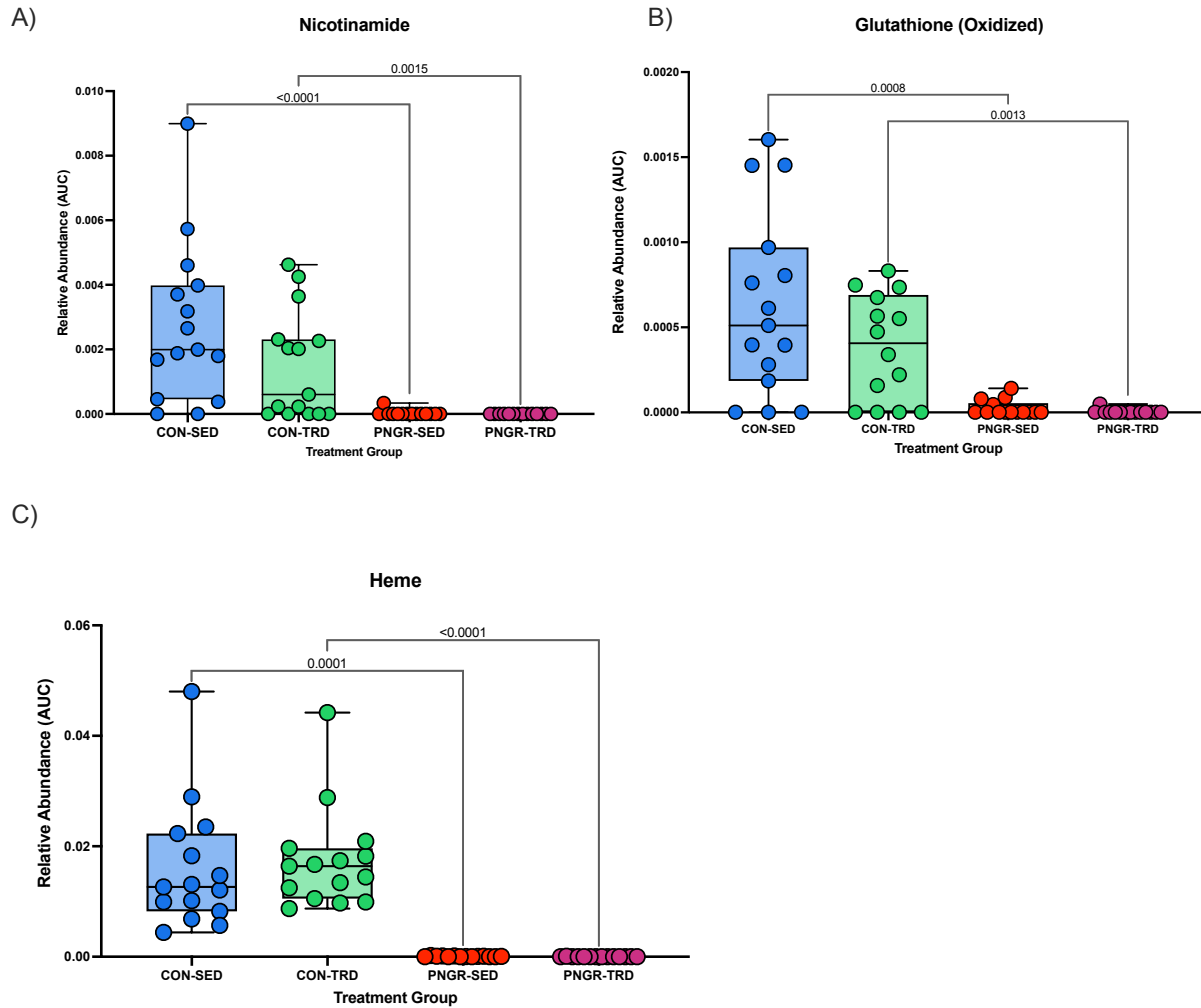 A)
Nicotinamide
0.0015
<0.0001
0.010
0.008
0.006
0.004
0.002
0.000
Relative Abundance (AUC)
CON-SED CON-TRD PNGR-SED PNGR-TRD
Treatment Group
B)
Glutathione (Oxidized)
0.0008
0.0013
0.0020
0.0015
0.0010
0.0005
0.0000
Relative Abundance (AUC)
CON-SED CON-TRD PNGR-SED PNGR-TRD
Treatment Group
C)
Heme
<0.0001
0.0001
0.06
0.04
0.02
0.00
Relative Abundance (AUC)
CON-SED CON-TRD PNGR-SED PNGR-TRD
Treatment Group